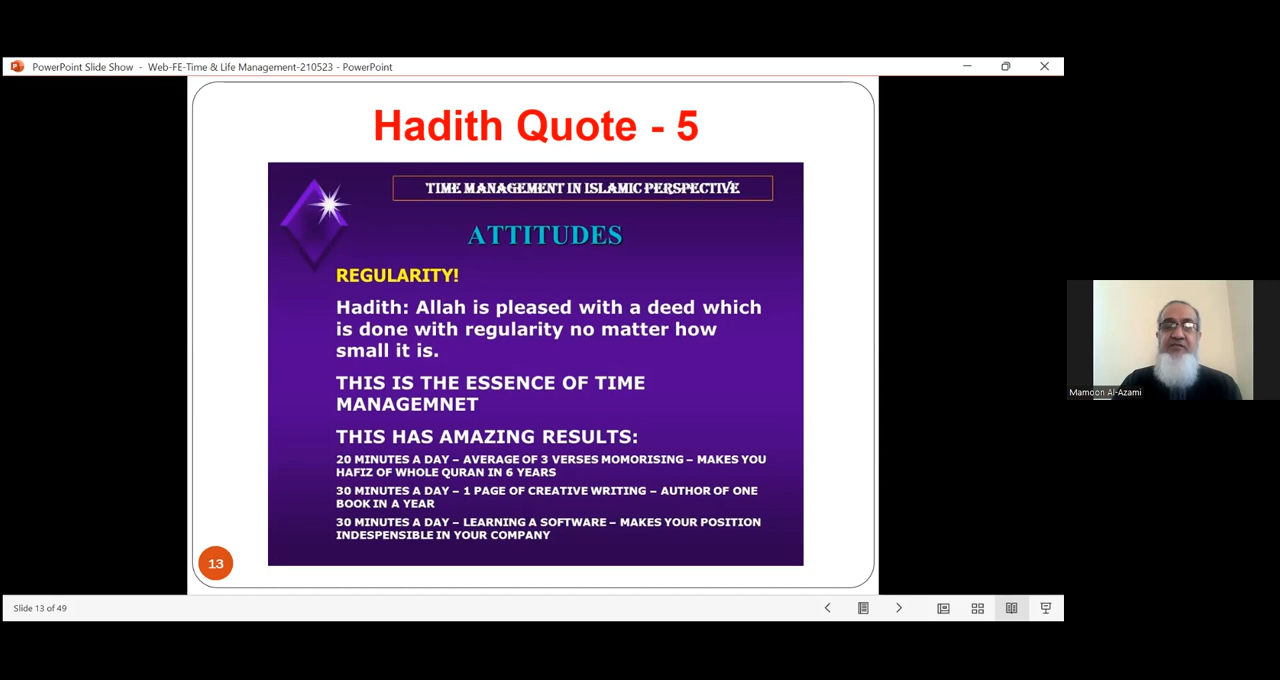 PowerPoint Slide Show - Web-FE-Time & Life Management-210523 - PowerPoint
Hadith Quote - 5
TIME MANAGEMENT IN ISLAMIC PERSPECTIVE
ATTITUDES
REGULARITY!
Hadith: Allah is pleased with a deed which
is done with regularity no matter how
small it is.
THIS IS THE ESSENCE OF TIME
MANAGEMNET
THIS HAS AMAZING RESULTS:
20 MINUTES A DAY – AVERAGE OF 3 VERSES MOMORISING – MAKES YOU
HAFIZ OF WHOLE QURAN IN 6 YEARS
30 MINUTES A DAY – 1 PAGE OF CREATIVE WRITING – AUTHOR OF ONE
BOOK IN A YEAR
30 MINUTES A DAY – LEARNING A SOFTWARE – MAKES YOUR POSITION
INDESPENSIBLE IN YOUR COMPANY
13
Mamoon Al-Azami
Slide 13 of 49